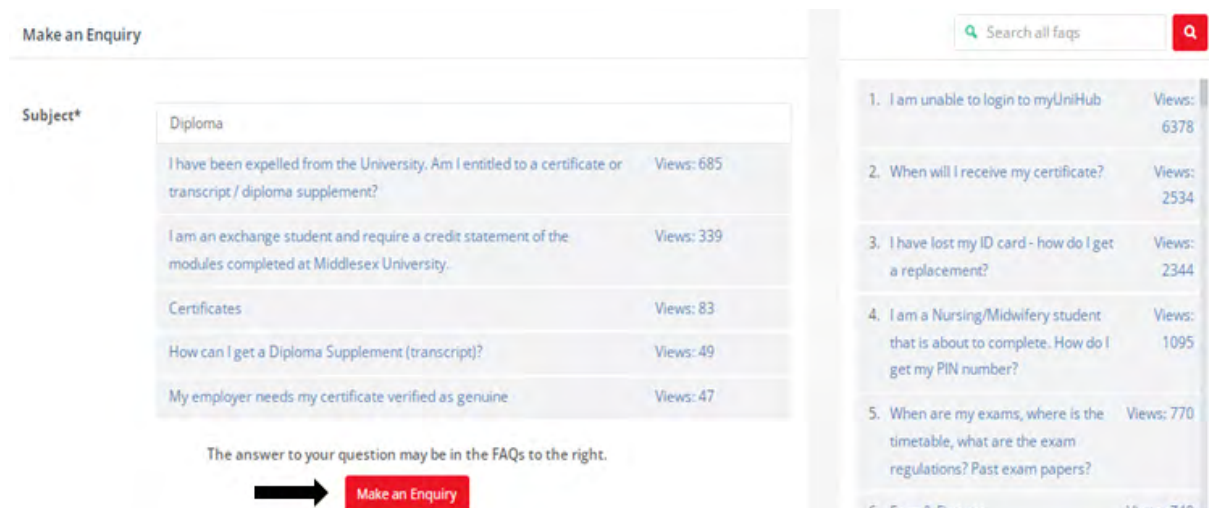 Make an Enquiry
Subject*
Diploma
I have been expelled from the University. Am I entitled to a certificate or
transcript / diploma supplement?
Views: 685
I am an exchange student and require a credit statement of the
modules completed at Middlesex University.
Views: 339
Certificates
Views: 83
How can I get a Diploma Supplement (transcript)?
Views: 49
My employer needs my certificate verified as genuine
Views: 47
The answer to your question may be in the FAQs to the right.
Make an Enquiry
Search all faqs
1. I am unable to login to myUniHub
Views:
6378
2. When will I receive my certificate?
Views:
2534
3. I have lost my ID card - how do I get
a replacement?
Views:
2344
4. I am a Nursing/Midwifery student
that is about to complete. How do I
get my PIN number?
Views:
1095
5. When are my exams, where is the
timetable, what are the exam
regulations? Past exam papers?
Views: 770